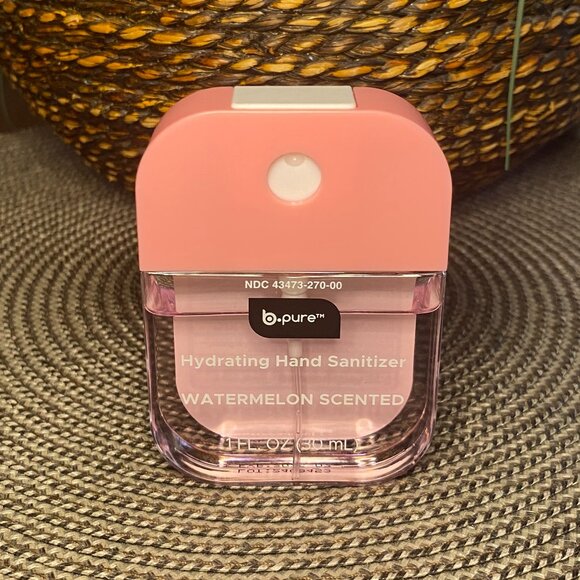 NDC 43473-270-00
b.pure™
Hydrating Hand Sanitizer
WATERMELON SCENTED
1 FL. OZ (30 mL)